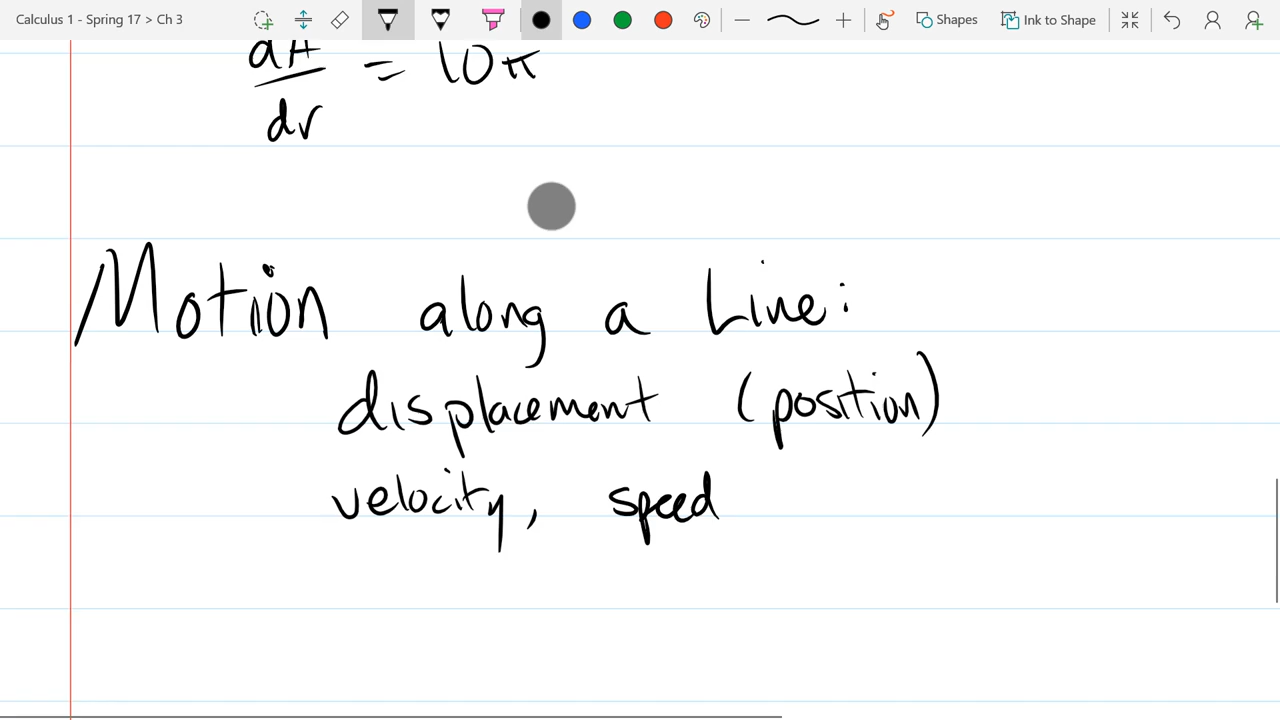 Calculus 1 - Spring 17 > Ch 3
Shapes
Ink to Shape
dA/dr = 10π
Motion along a Line:
displacement (position)
velocity, speed